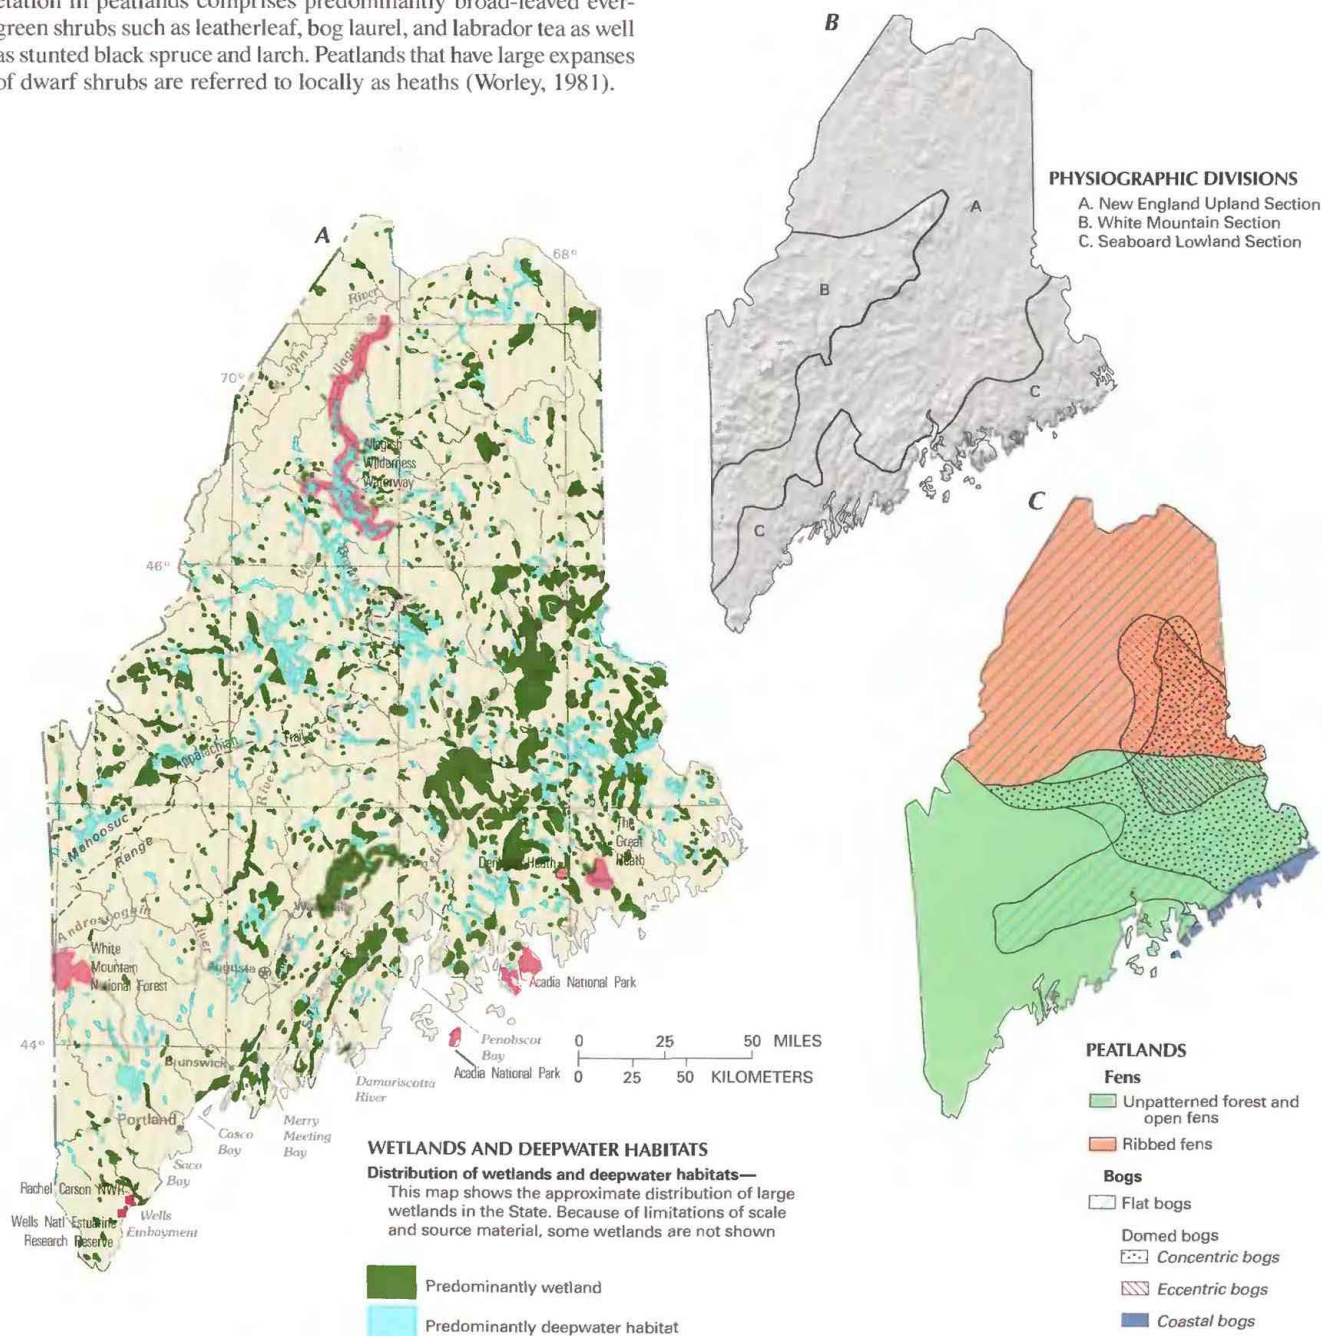 etation in peatlands comprises predominantly broad-leaved ever-
green shrubs such as leatherleaf, bog laurel, and labrador tea as well
as stunted black spruce and larch. Peatlands that have large expanses
of dwarf shrubs are referred to locally as heaths (Worley, 1981).
B
PHYSIOGRAPHIC DIVISIONS
A. New England Upland Section
B. White Mountain Section
C. Seaboard Lowland Section
A
B
C
C
A
68°
River
John
70°
Allagash
Wilderness
Waterway
46°
Appalachian
Trail
River
Mahoosuc
Range
The
Great
Heath
Heath
Androscoggin
River
White
Mountain
National Forest
Augusta
Acadia National Park
Penobscot
Bay
Acadia National Park
44°
Brunswick
Damariscotta
River
Portland
Casco
Bay
Merry
Meeting
Bay
Saco
Bay
Rachel Carson NWR
Wells
Embayment
Wells Natl Estuarine
Research Reserve
0 25 50 MILES
0 25 50 KILOMETERS
WETLANDS AND DEEPWATER HABITATS
Distribution of wetlands and deepwater habitats—
This map shows the approximate distribution of large
wetlands in the State. Because of limitations of scale
and source material, some wetlands are not shown
Predominantly wetland
Predominantly deepwater habitat
C
PEATLANDS
Fens
Unpatterned forest and
open fens
Ribbed fens
Bogs
Flat bogs
Domed bogs
Concentric bogs
Eccentric bogs
Coastal bogs